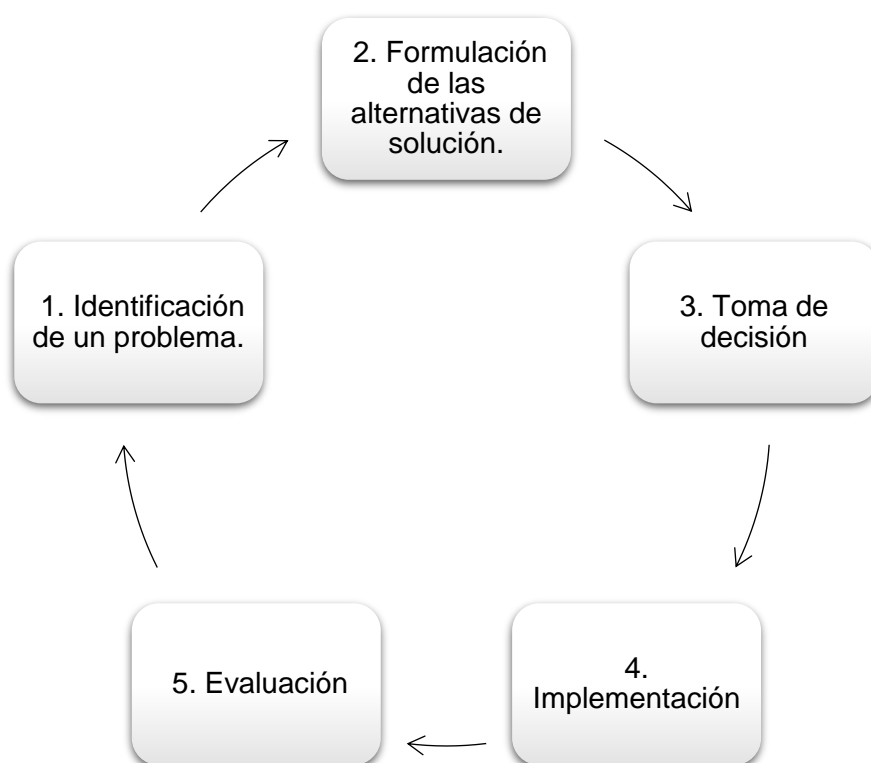 1. Identificación
de un problema.
2. Formulación
de las
alternativas de
solución.
3. Toma de
decisión
4.
Implementación
5. Evaluación